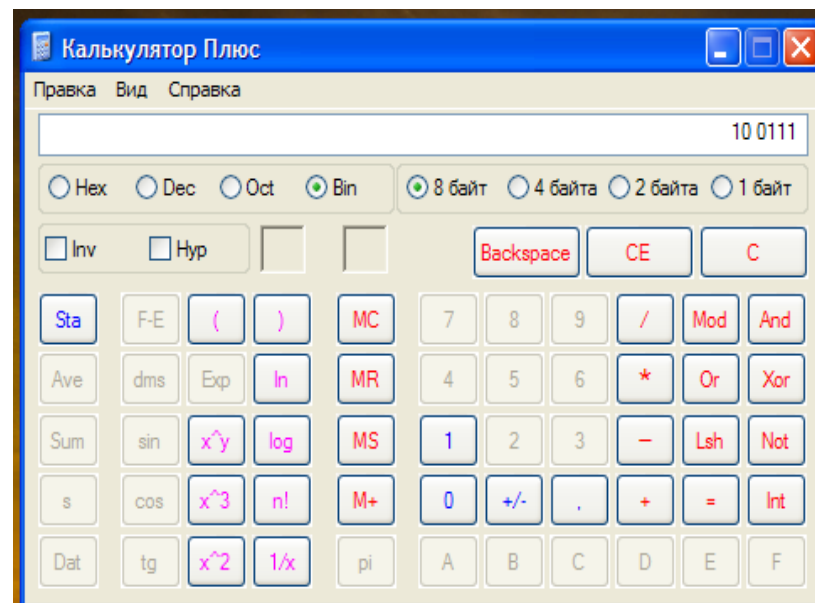 Калькулятор Плюс
Правка Вид Справка
10 0111
Hex Dec Oct Bin 8 байт 4 байта 2 байта 1 байт
Inv Hyp Backspace CE C
Sta F-E ( ) MC 7 8 9 / Mod And
Ave dms Exp ln MR 4 5 6 * Or Xor
Sum sin x^y log MS 1 2 3 − Lsh Not
s cos x^3 n! M+ 0 +/- , + = Int
Dat tg x^2 1/x pi A B C D E F